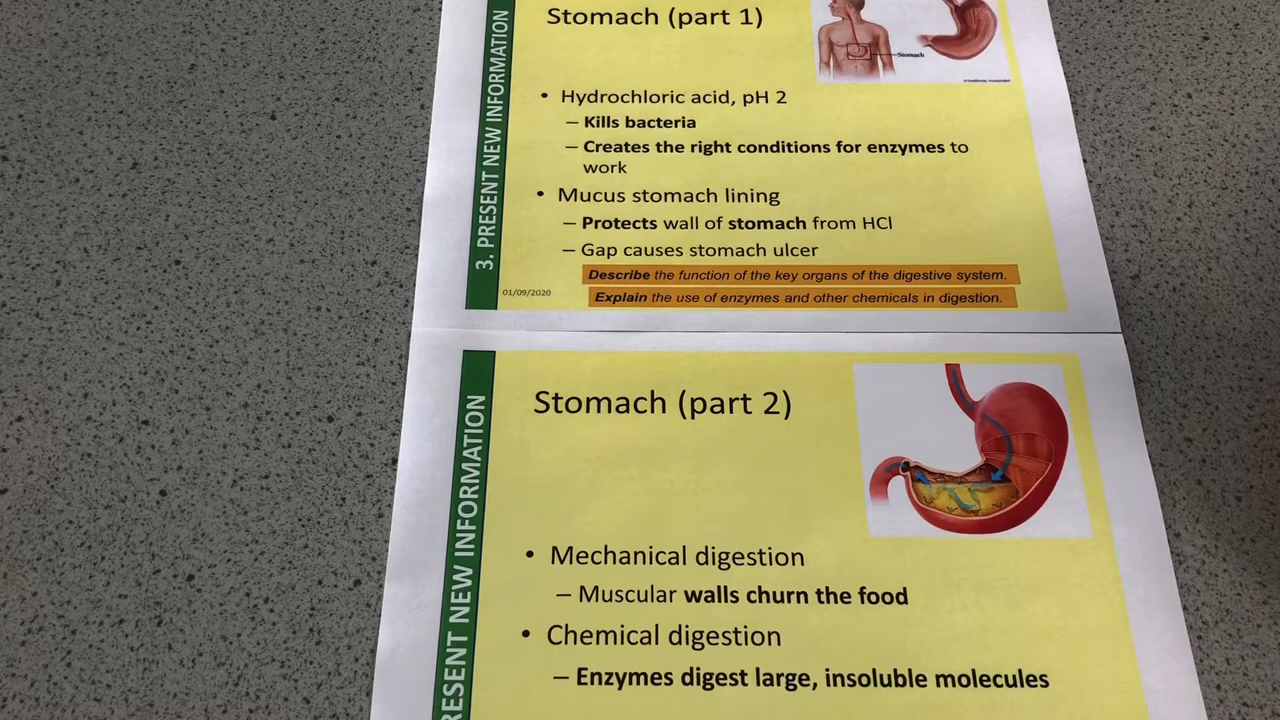 Stomach (part 1)
3. PRESENT NEW INFORMATION
Stomach
• Hydrochloric acid, pH 2
– Kills bacteria
– Creates the right conditions for enzymes to
work
• Mucus stomach lining
– Protects wall of stomach from HCl
– Gap causes stomach ulcer
Describe the function of the key organs of the digestive system.
01/09/2020
Explain the use of enzymes and other chemicals in digestion.
Stomach (part 2)
RESENT NEW INFORMATION
• Mechanical digestion
– Muscular walls churn the food
• Chemical digestion
– Enzymes digest large, insoluble molecules